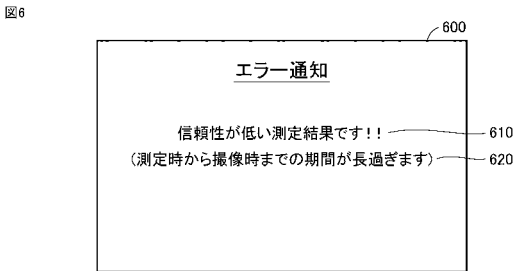 図6
600
エラー通知
信頼性が低い測定結果です!! 610
(測定時から撮像時までの期間が長過ぎます) 620